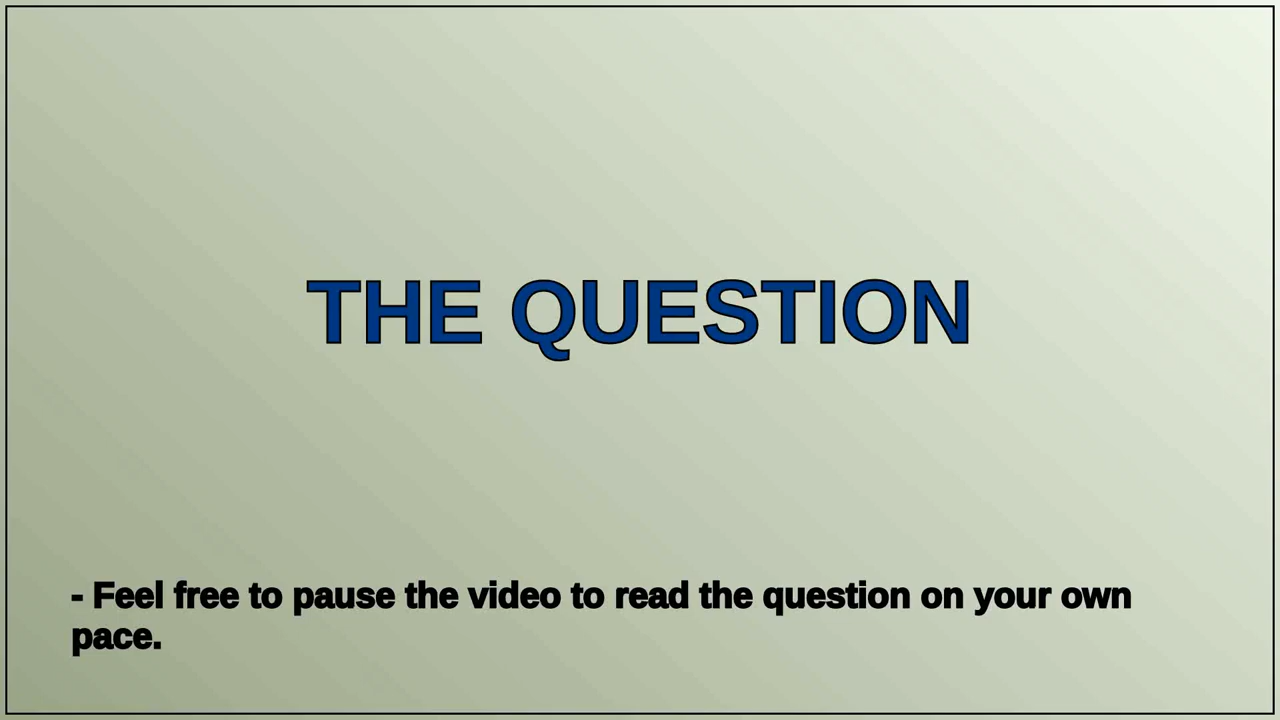 THE QUESTION
- Feel free to pause the video to read the question on your own
pace.